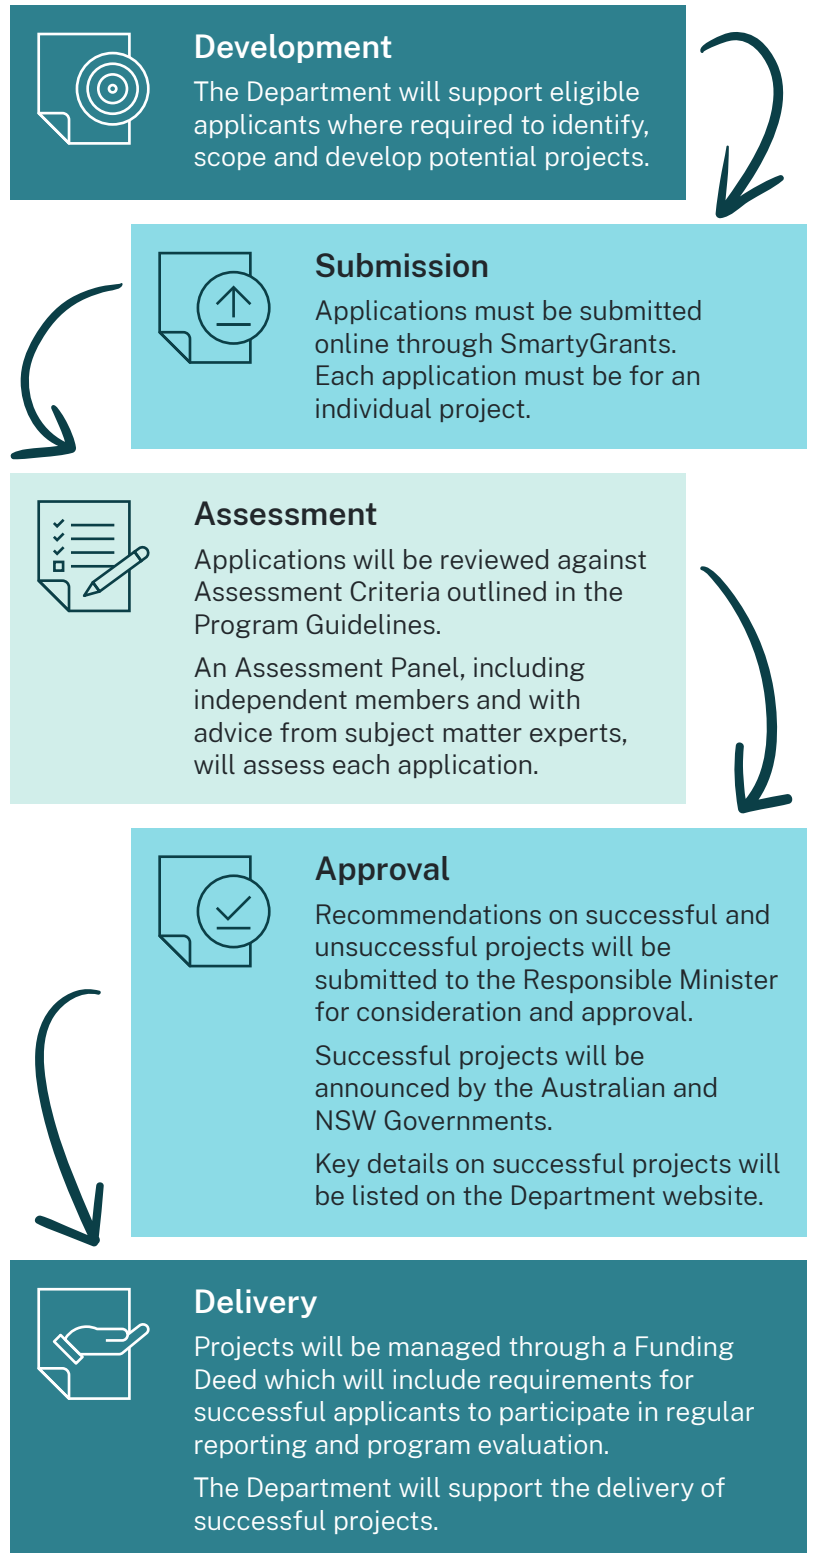 Development
The Department will support eligible
applicants where required to identify,
scope and develop potential projects.
Submission
Applications must be submitted
online through SmartyGrants.
Each application must be for an
individual project.
Assessment
Applications will be reviewed against
Assessment Criteria outlined in the
Program Guidelines.
An Assessment Panel, including
independent members and with
advice from subject matter experts,
will assess each application.
Approval
Recommendations on successful and
unsuccessful projects will be
submitted to the Responsible Minister
for consideration and approval.
Successful projects will be
announced by the Australian and
NSW Governments.
Key details on successful projects will
be listed on the Department website.
Delivery
Projects will be managed through a Funding
Deed which will include requirements for
successful applicants to participate in regular
reporting and program evaluation.
The Department will support the delivery of
successful projects.